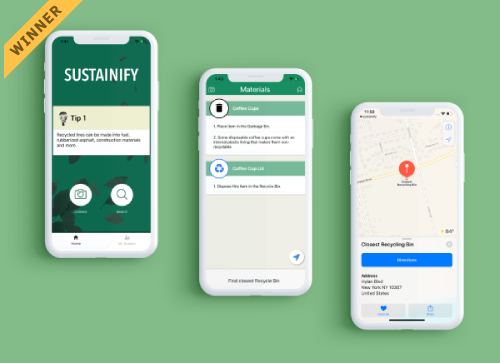 WINNER
SUSTAINIFY
Tip 1
Recycled tires can be made into fuel,
rubberized asphalt, construction materials
and more.
Home
Materials
Coffee Cups
1. Place item in the Garbage Bin.
2. Some disposable coffee cups come with an
internal plastic lining that makes them non-
recyclable.
Coffee Cup Lid
1. Dispose this item in the Recycle Bin.
Find closest Recycle Bin
11:09
Closest
Recycling Bin
84°
Closest Recycling Bin
Directions
Address
Hylan Blvd
New York NY 10307
United States